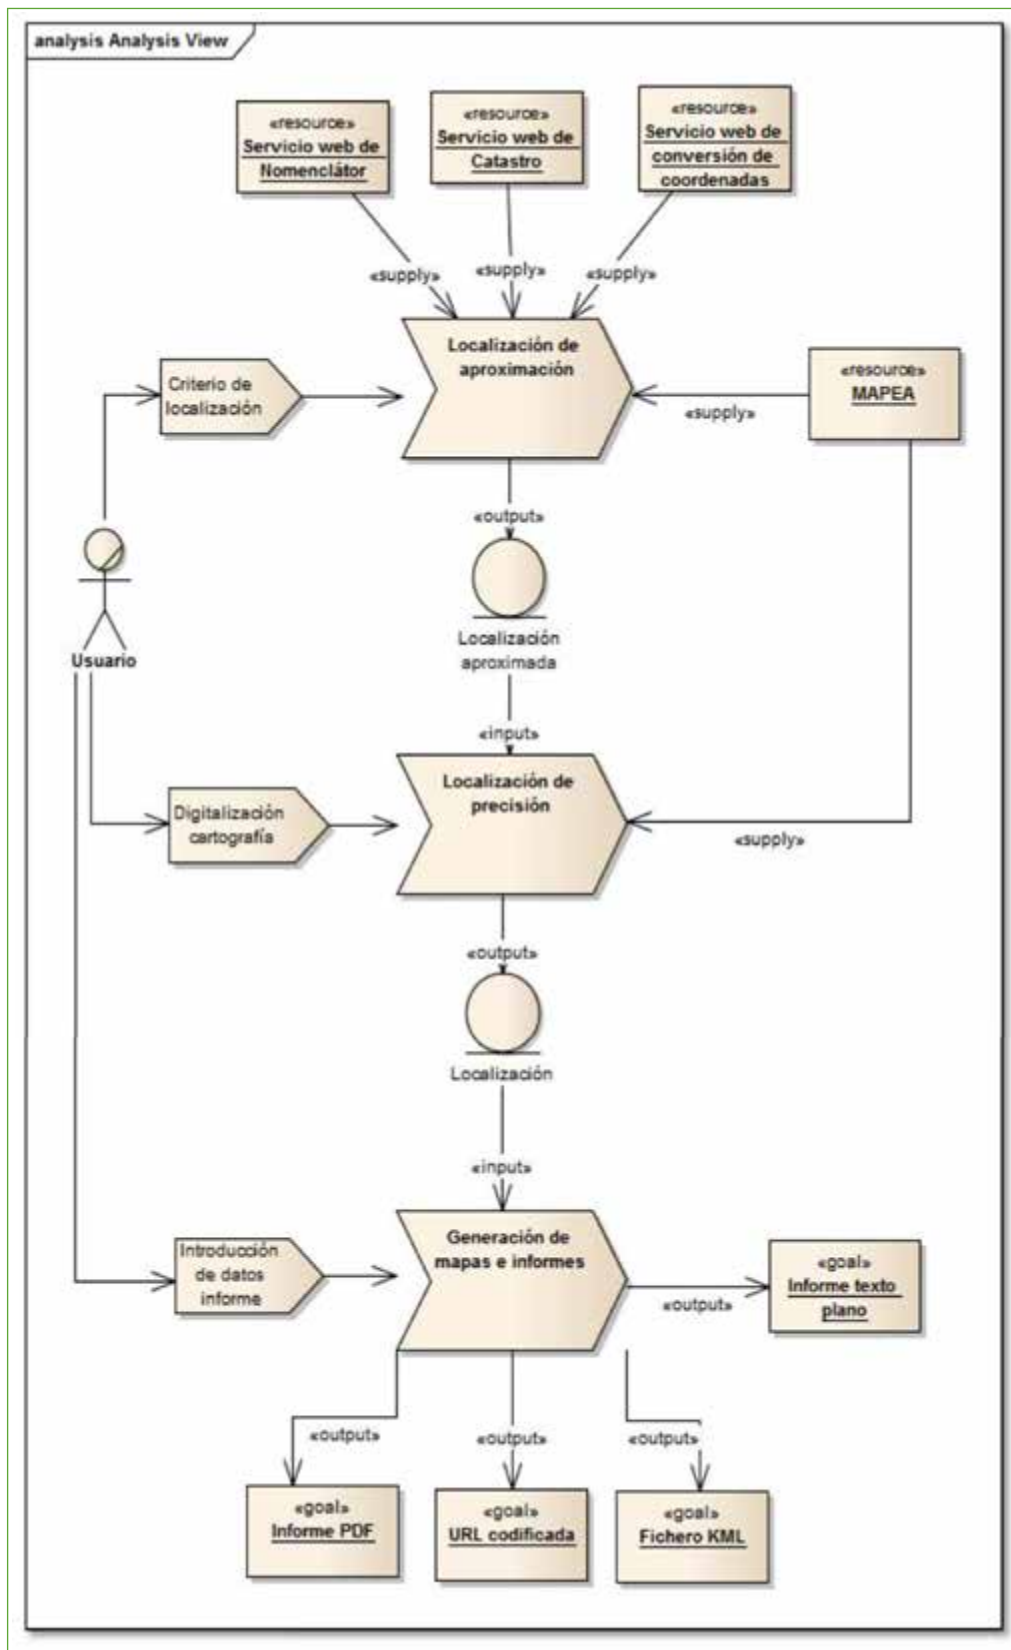 analysis Analysis View
«resource»
Servicio web de
Nomenclátor
«resource»
Servicio web de
Catastro
«resource»
Servicio web de
conversión de
coordenadas
«supply»
«supply»
«supply»
Localización de
aproximación
Criterio de
localización
«resource»
MAPEA
«supply»
«output»
Localización
aproximada
Usuario
«input»
Localización de
precisión
Digitalización
cartografía
«supply»
«output»
Localización
«input»
Generación de
mapas e informes
Introducción
de datos
informe
«goal»
Informe texto
plano
«output»
«output»
«output»
«output»
«goal»
Informe PDF
«goal»
URL codificada
«goal»
Fichero KML